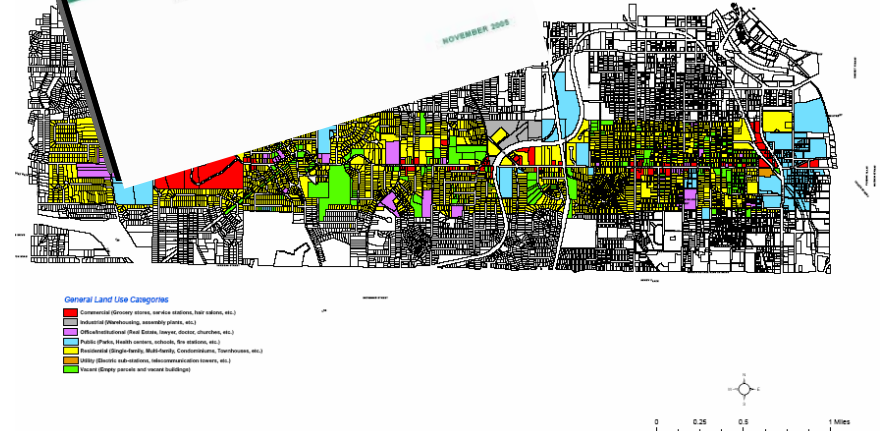 NOVEMBER 2005
General Land Use Categories
Commercial (Grocery stores, service stations, hair salons, etc.)
Industrial (Warehousing, assembly plants, etc.)
Office/Institutional (Real Estate, lawyer, doctor, churches, etc.)
Public (Parks, Health centers, schools, fire stations, etc.)
Residential (Single-family, Multi-family, Condominiums, Townhouses, etc.)
Utility (Electric sub-stations, telecommunication towers, etc.)
Vacant (Empty parcels and vacant buildings)
0 0.25 0.5 1 Miles